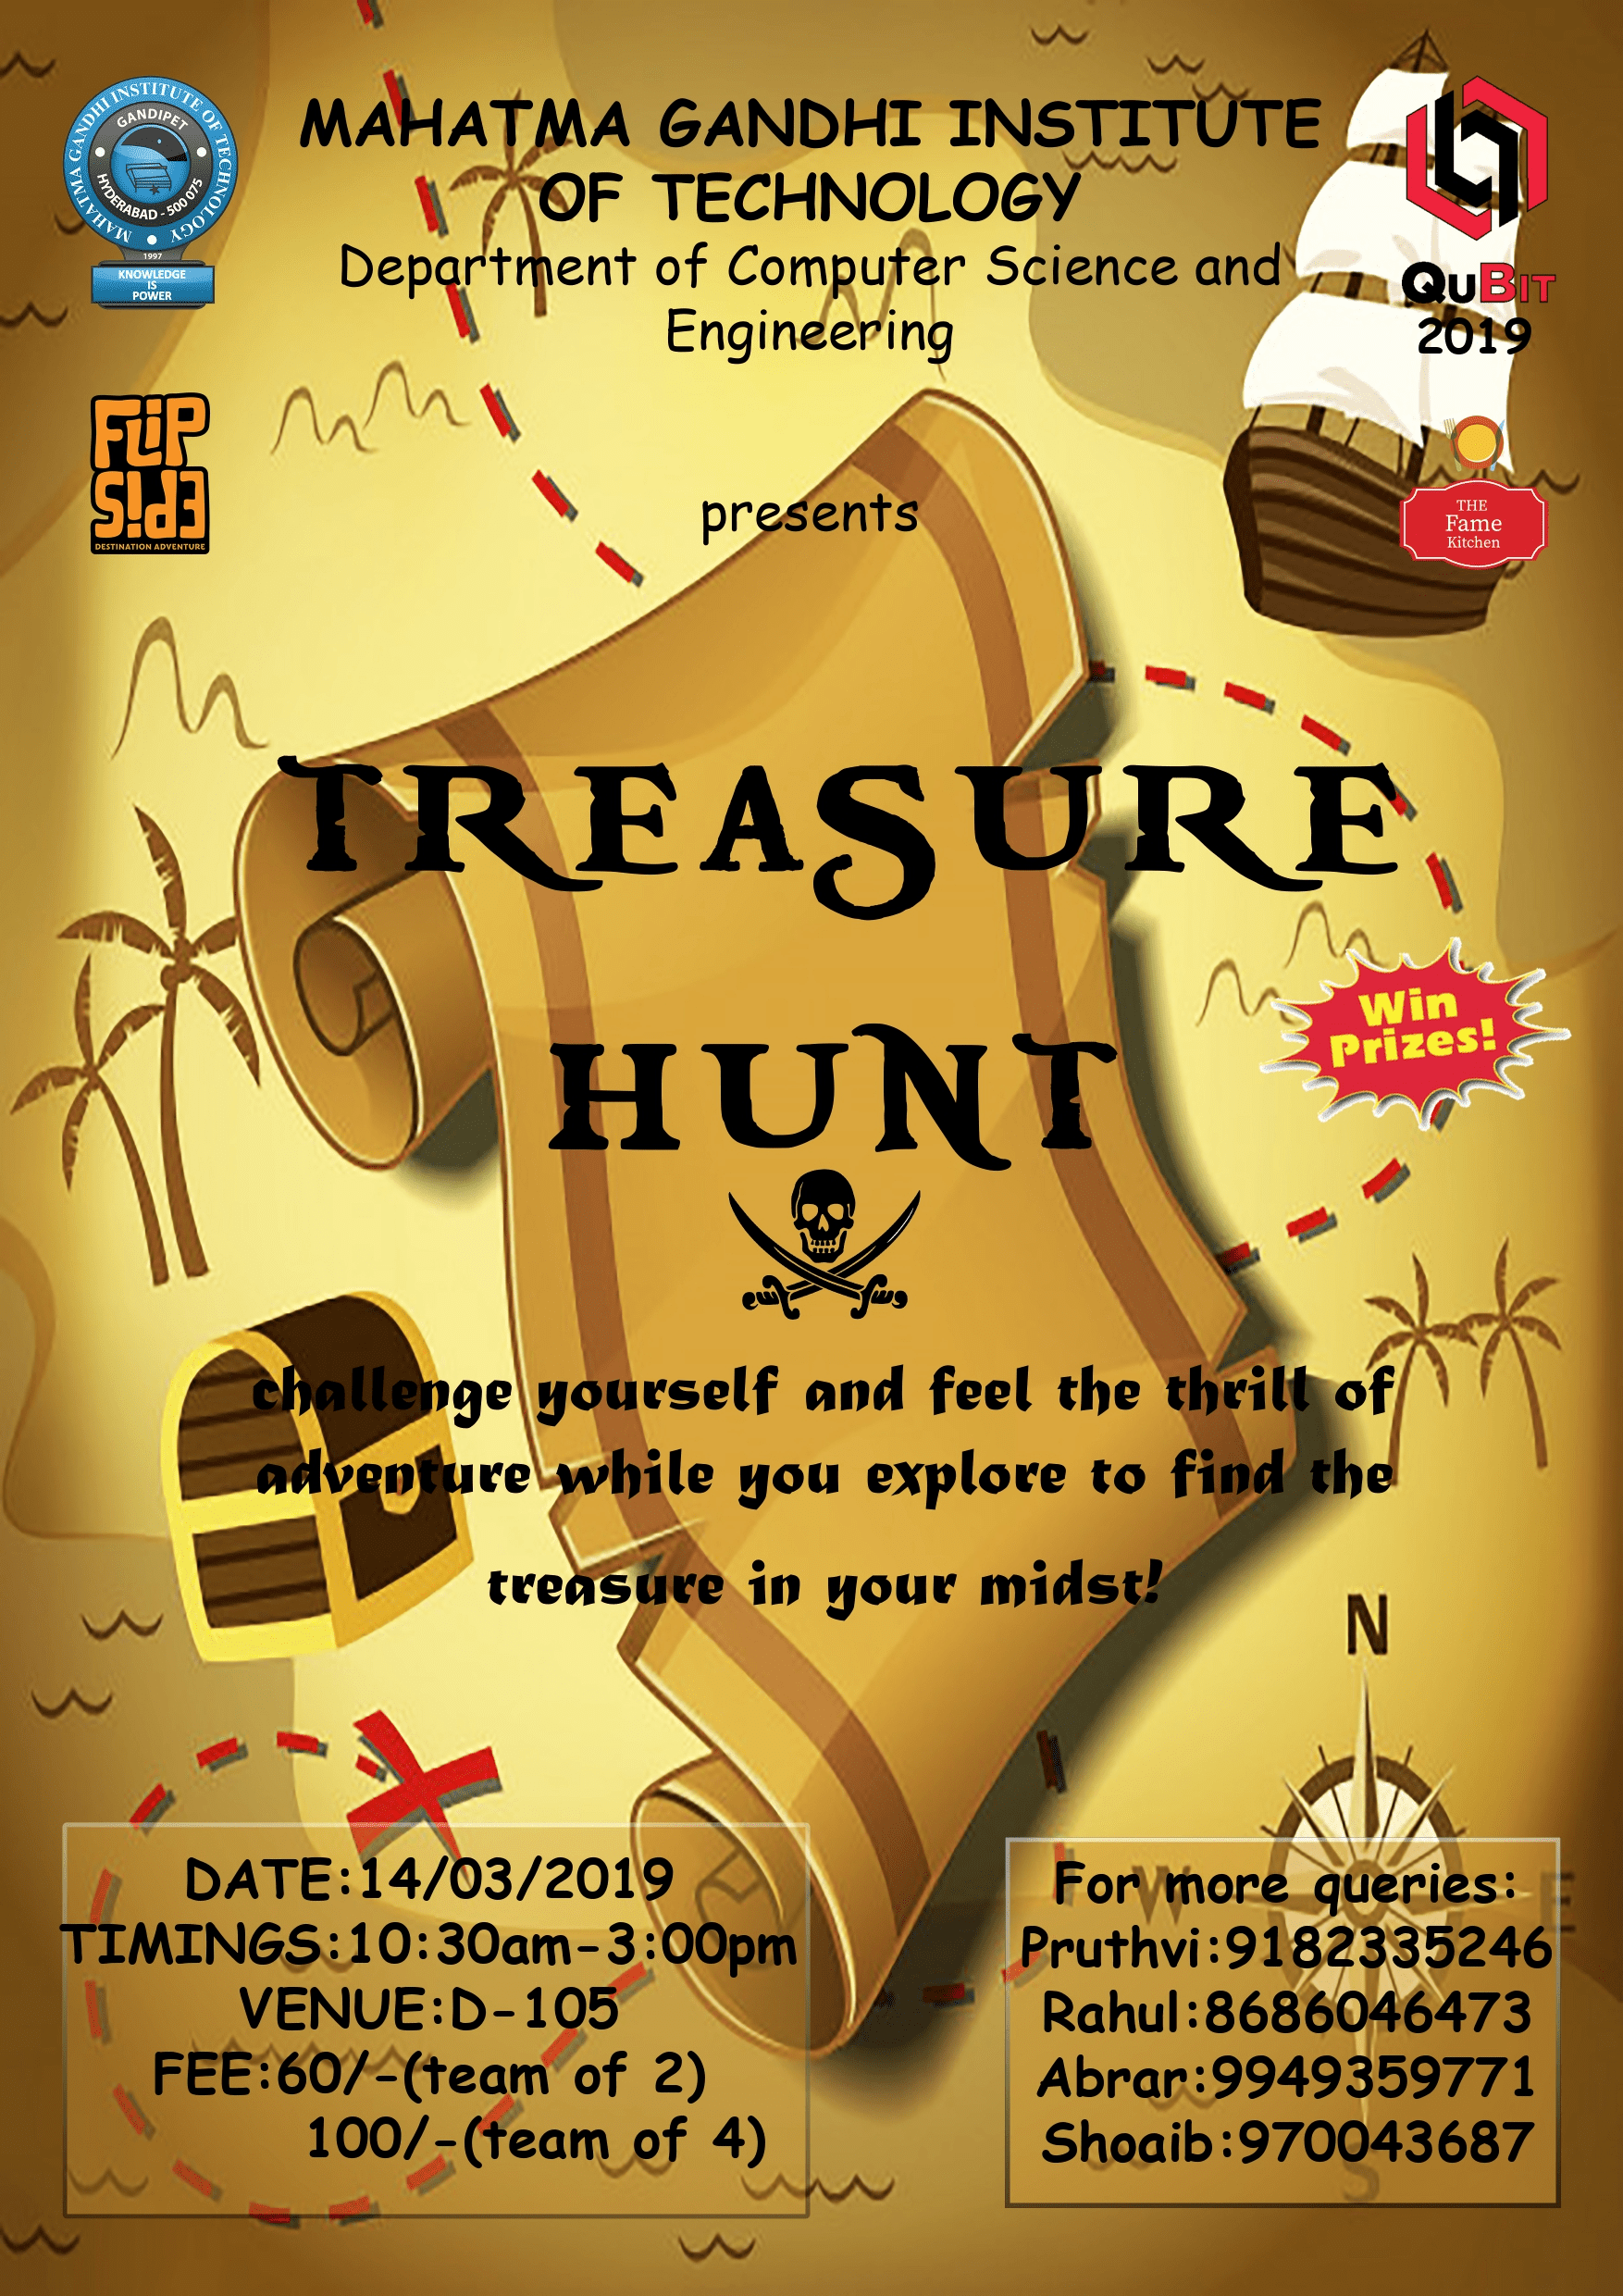 MAHATMA GANDHI INSTITUTE
OF TECHNOLOGY
Department of Computer Science and
Engineering
MAHATMA GANDHI INSTITUTE OF TECHNOLOGY
GANDIPET
HYDERABAD - 500 075
1997
KNOWLEDGE
IS
POWER
QUBIT
2019
FLiP
S!dE
DESTINATION ADVENTURE
THE
Fame
Kitchen
presents
TREASURE
HUNT
Win
Prizes!
challenge yourself and feel the thrill of
adventure while you explore to find the
treasure in your midst!
N
W
E
S
DATE:14/03/2019
TIMINGS:10:30am-3:00pm
VENUE:D-105
FEE:60/-(team of 2)
100/-(team of 4)
For more queries:
Pruthvi:9182335246
Rahul:8686046473
Abrar:9949359771
Shoaib:970043687